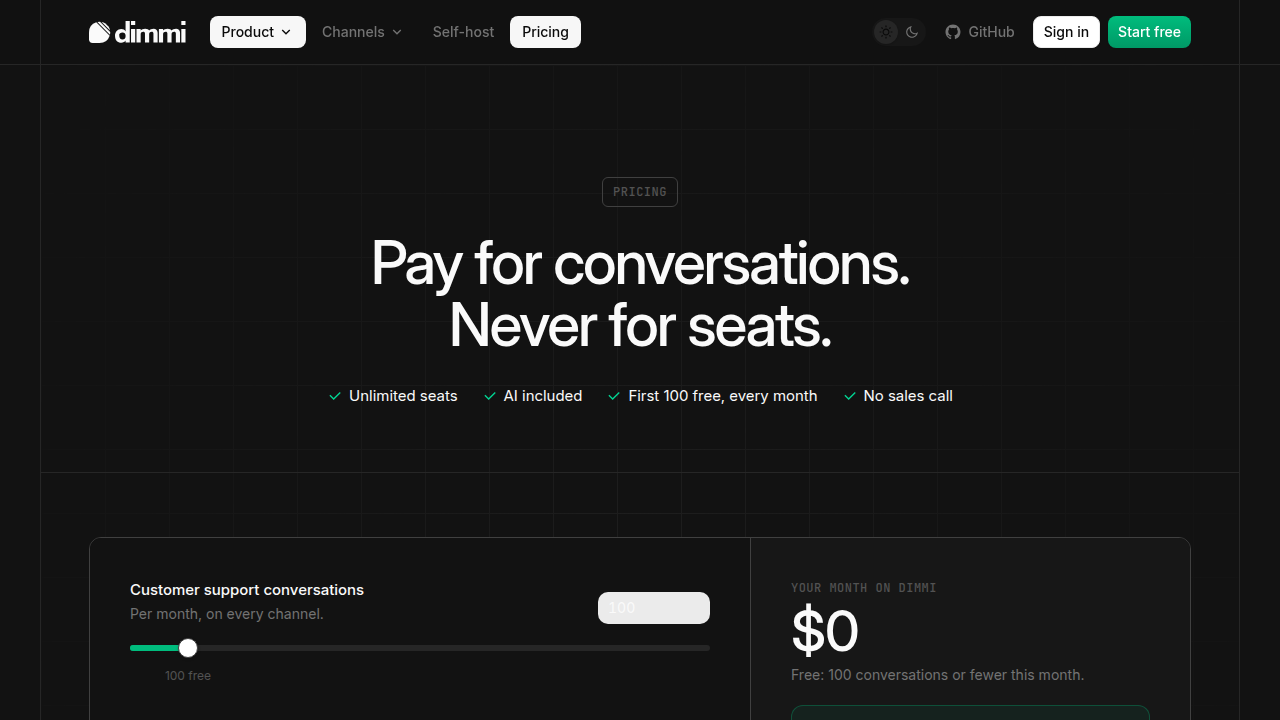 dimmi
Product
Channels
Self-host
Pricing
GitHub
Sign in
Start free
PRICING
Pay for conversations.
Never for seats.
Unlimited seats
AI included
First 100 free, every month
No sales call
Customer support conversations
Per month, on every channel.
100
100 free
YOUR MONTH ON DIMMI
$0
Free: 100 conversations or fewer this month.